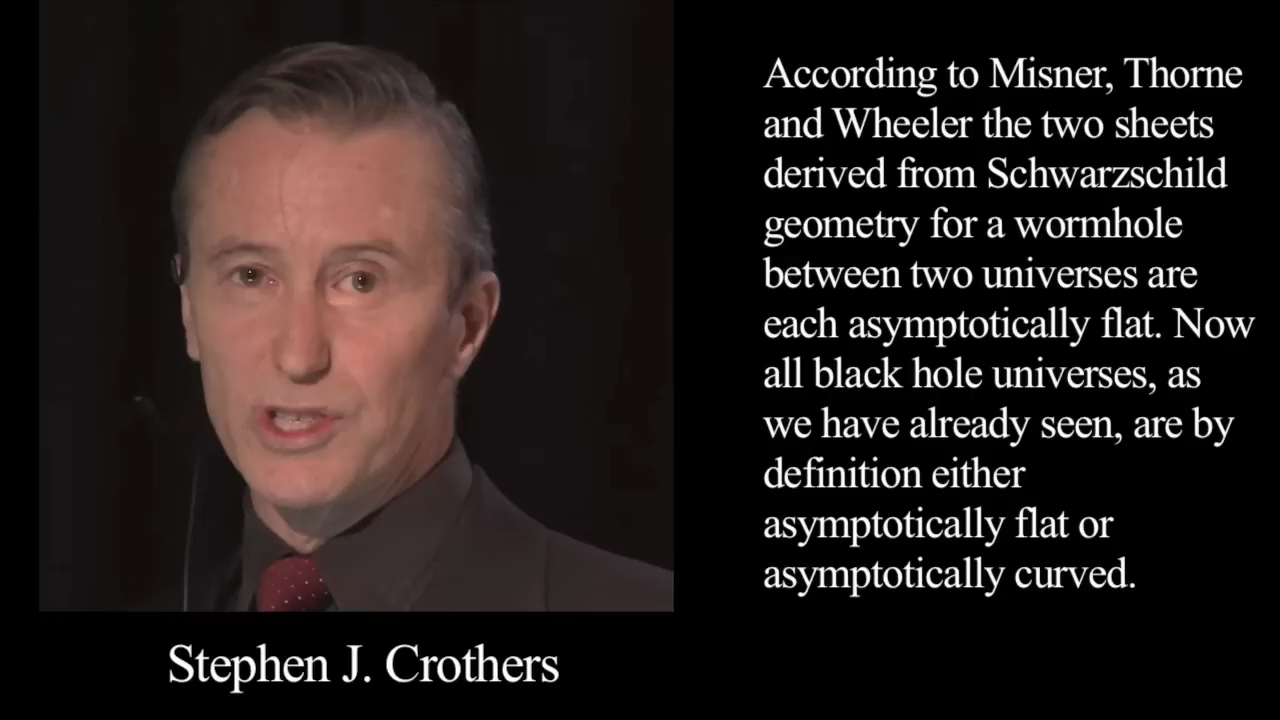 According to Misner, Thorne
and Wheeler the two sheets
derived from Schwarzschild
geometry for a wormhole
between two universes are
each asymptotically flat. Now
all black hole universes, as
we have already seen, are by
definition either
asymptotically flat or
asymptotically curved.
Stephen J. Crothers